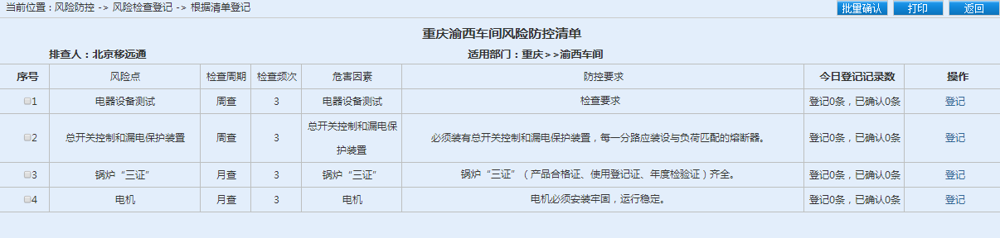 当前位置：风险防控 -> 风险检查登记 -> 根据清单登记 批量确认 打印 返回
重庆渝西车间风险防控清单
排查人：北京移远通 适用部门：重庆>>渝西车间
序号 风险点 检查周期 检查频次 危害因素 防控要求 今日登记记录数 操作
1 电器设备测试 周查 3 电器设备测试 检查要求 登记0条，已确认0条 登记
2 总开关控制和漏电保护装置 周查 3 总开关控制和漏电保护装置 必须装有总开关控制和漏电保护装置，每一分路应装设与负荷匹配的熔断器。 登记0条，已确认0条 登记
3 锅炉“三证” 月查 3 锅炉“三证” 锅炉“三证”（产品合格证、使用登记证、年度检验证）齐全。 登记0条，已确认0条 登记
4 电机 月查 3 电机 电机必须安装牢固，运行稳定。 登记0条，已确认0条 登记